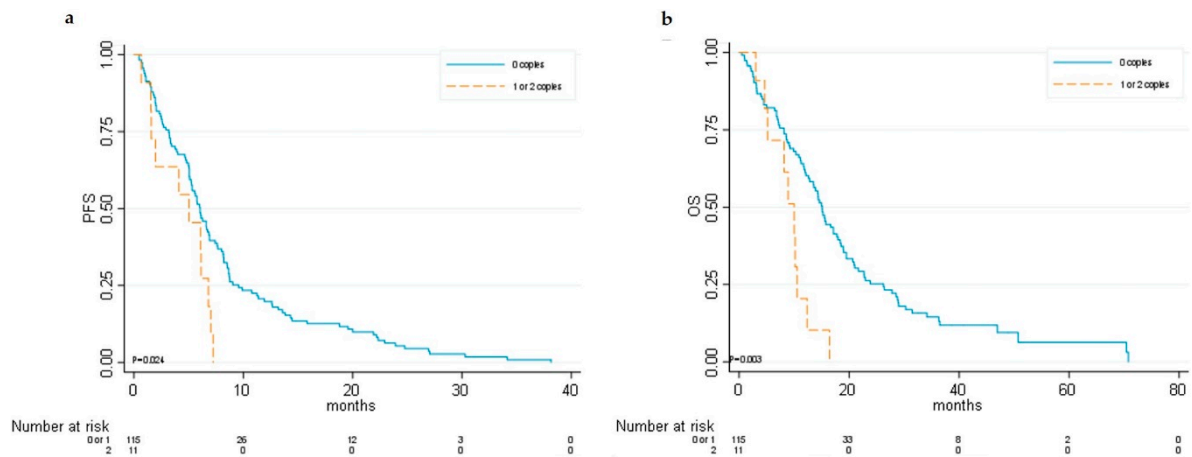 a
1.00
0.75
0.50
0.25
0.00
PFS
0 copies
1 or 2 copies
P=0.024
0 10 20 30 40
months
Number at risk
0 or 1 115 26 12 3 0
2 11 0 0 0 0
b
1.00
0.75
0.50
0.25
0.00
OS
0 copies
1 or 2 copies
P=0.003
0 20 40 60 80
months
Number at risk
0 or 1 115 33 8 2 0
2 11 0 0 0 0